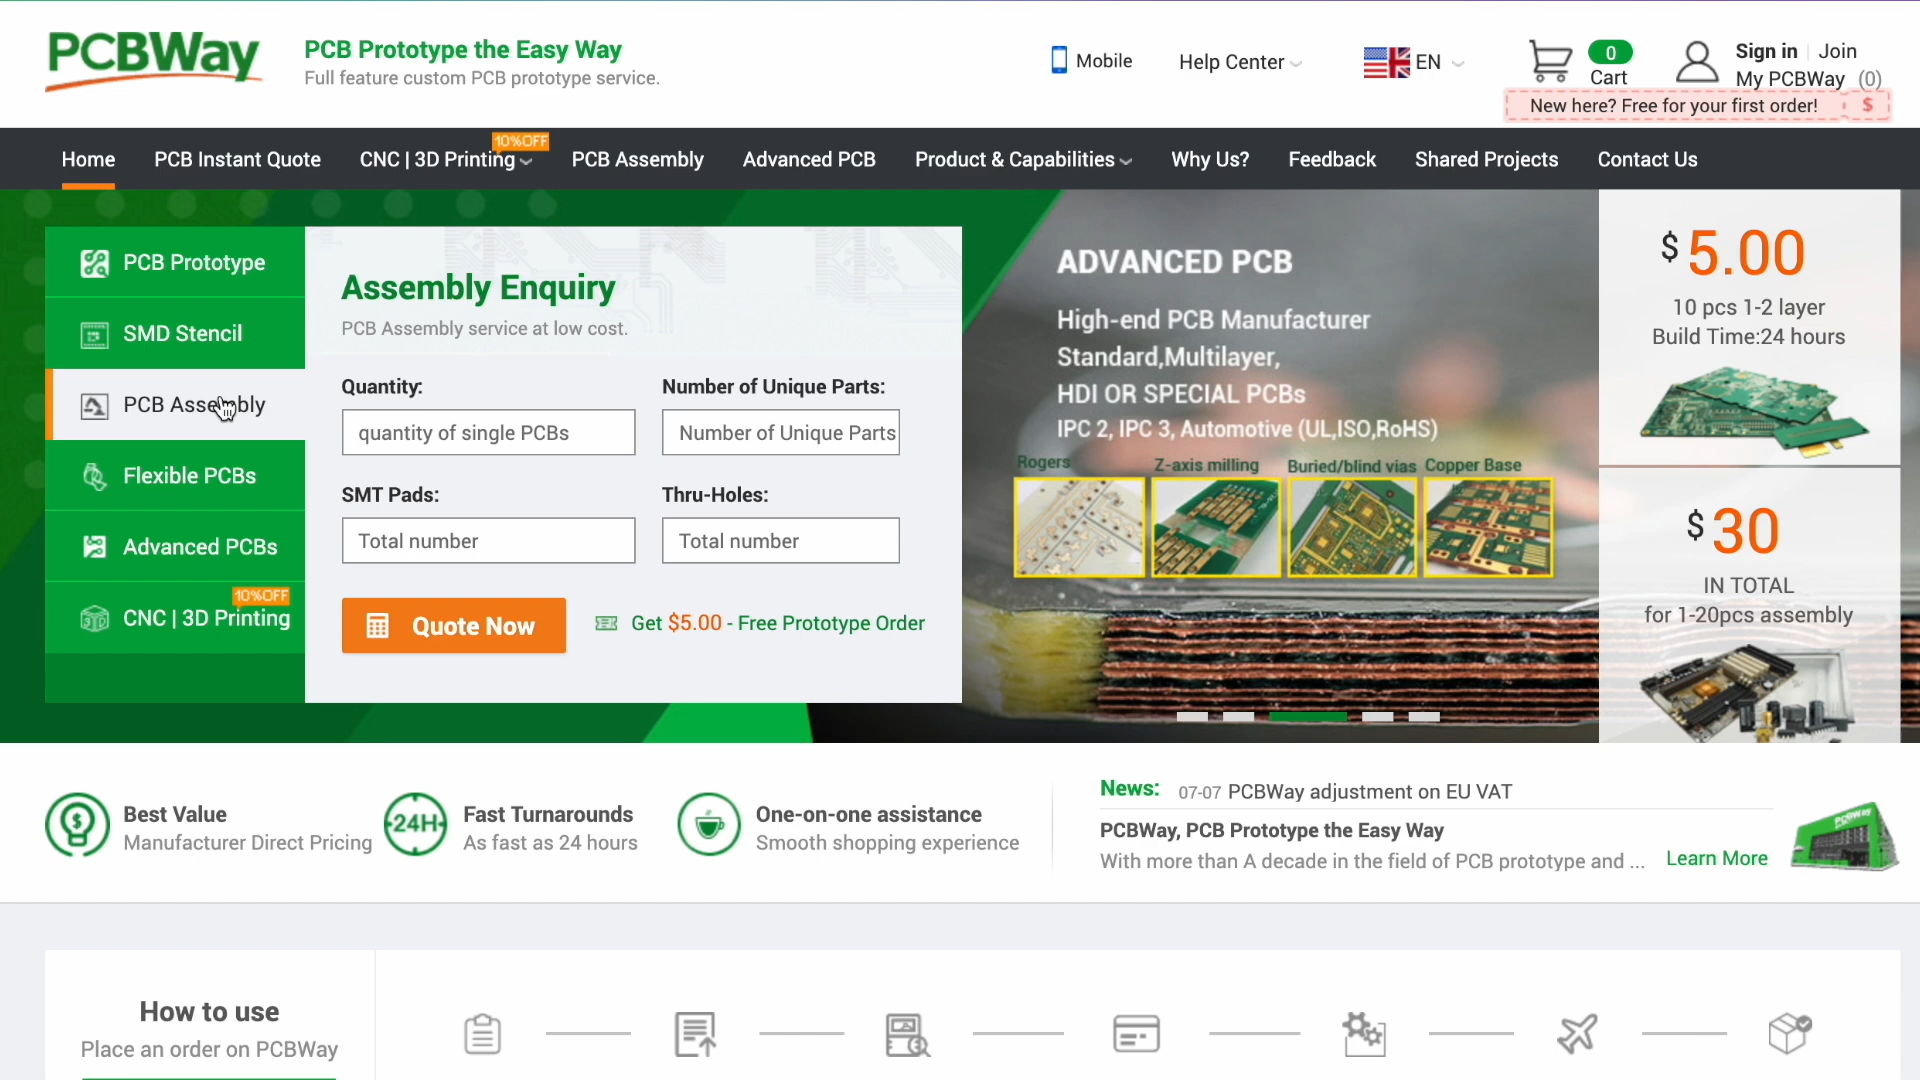 PCBWay
PCB Prototype the Easy Way
Full feature custom PCB prototype service.
Mobile
Help Center
EN
0
Cart
Sign in | Join
My PCBWay (0)
New here? Free for your first order! $
10%OFF
Home
PCB Instant Quote
CNC | 3D Printing
PCB Assembly
Advanced PCB
Product & Capabilities
Why Us?
Feedback
Shared Projects
Contact Us
PCB Prototype
SMD Stencil
PCB Assembly
Flexible PCBs
Advanced PCBs
10%OFF
CNC | 3D Printing
Assembly Enquiry
PCB Assembly service at low cost.
Quantity:
Number of Unique Parts:
quantity of single PCBs
Number of Unique Parts
SMT Pads:
Thru-Holes:
Total number
Total number
Quote Now
Get $5.00 - Free Prototype Order
ADVANCED PCB
High-end PCB Manufacturer
Standard,Multilayer,
HDI OR SPECIAL PCBs
IPC 2, IPC 3, Automotive (UL,ISO,RoHS)
Rogers
Z-axis milling
Buried/blind vias
Copper Base
$5.00
10 pcs 1-2 layer
Build Time:24 hours
$30
IN TOTAL
for 1-20pcs assembly
Best Value
Manufacturer Direct Pricing
24H
Fast Turnarounds
As fast as 24 hours
One-on-one assistance
Smooth shopping experience
News: 07-07 PCBWay adjustment on EU VAT
PCBWay, PCB Prototype the Easy Way
With more than A decade in the field of PCB prototype and ... Learn More
PCBWay
How to use
Place an order on PCBWay